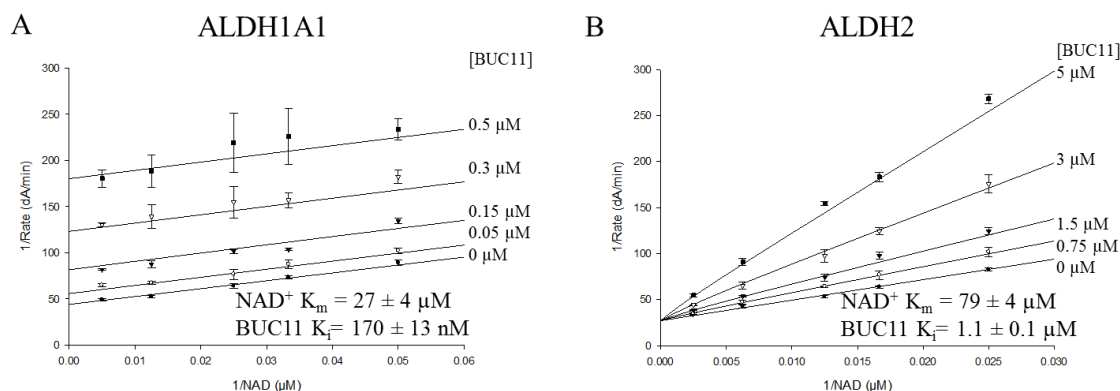 A
ALDH1A1
[BUC11]
300
250
200
150
100
50
0
1/Rate (dA/min)
0.5 μM
0.3 μM
0.15 μM
0.05 μM
0 μM
NAD⁺ Kₘ = 27 ± 4 μM
BUC11 Kᵢ= 170 ± 13 nM
0.00
0.01
0.02
0.03
0.04
0.05
0.06
1/NAD (μM)
B
ALDH2
[BUC11]
300
250
200
150
100
50
0
1/Rate (dA/min)
5 μM
3 μM
1.5 μM
0.75 μM
0 μM
NAD⁺ Kₘ = 79 ± 4 μM
BUC11 Kᵢ= 1.1 ± 0.1 μM
0.000
0.005
0.010
0.015
0.020
0.025
0.030
1/NAD (μM)